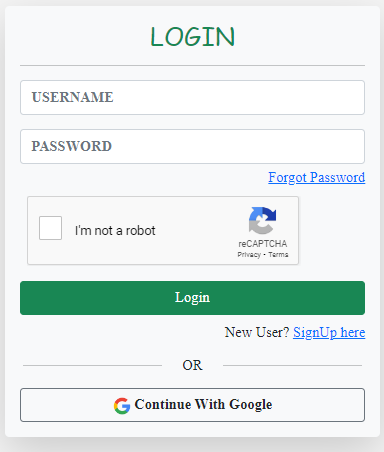 LOGIN
USERNAME
PASSWORD
Forgot Password
I'm not a robot
reCAPTCHA
Privacy • Terms
Login
New User? SignUp here
OR
Continue With Google